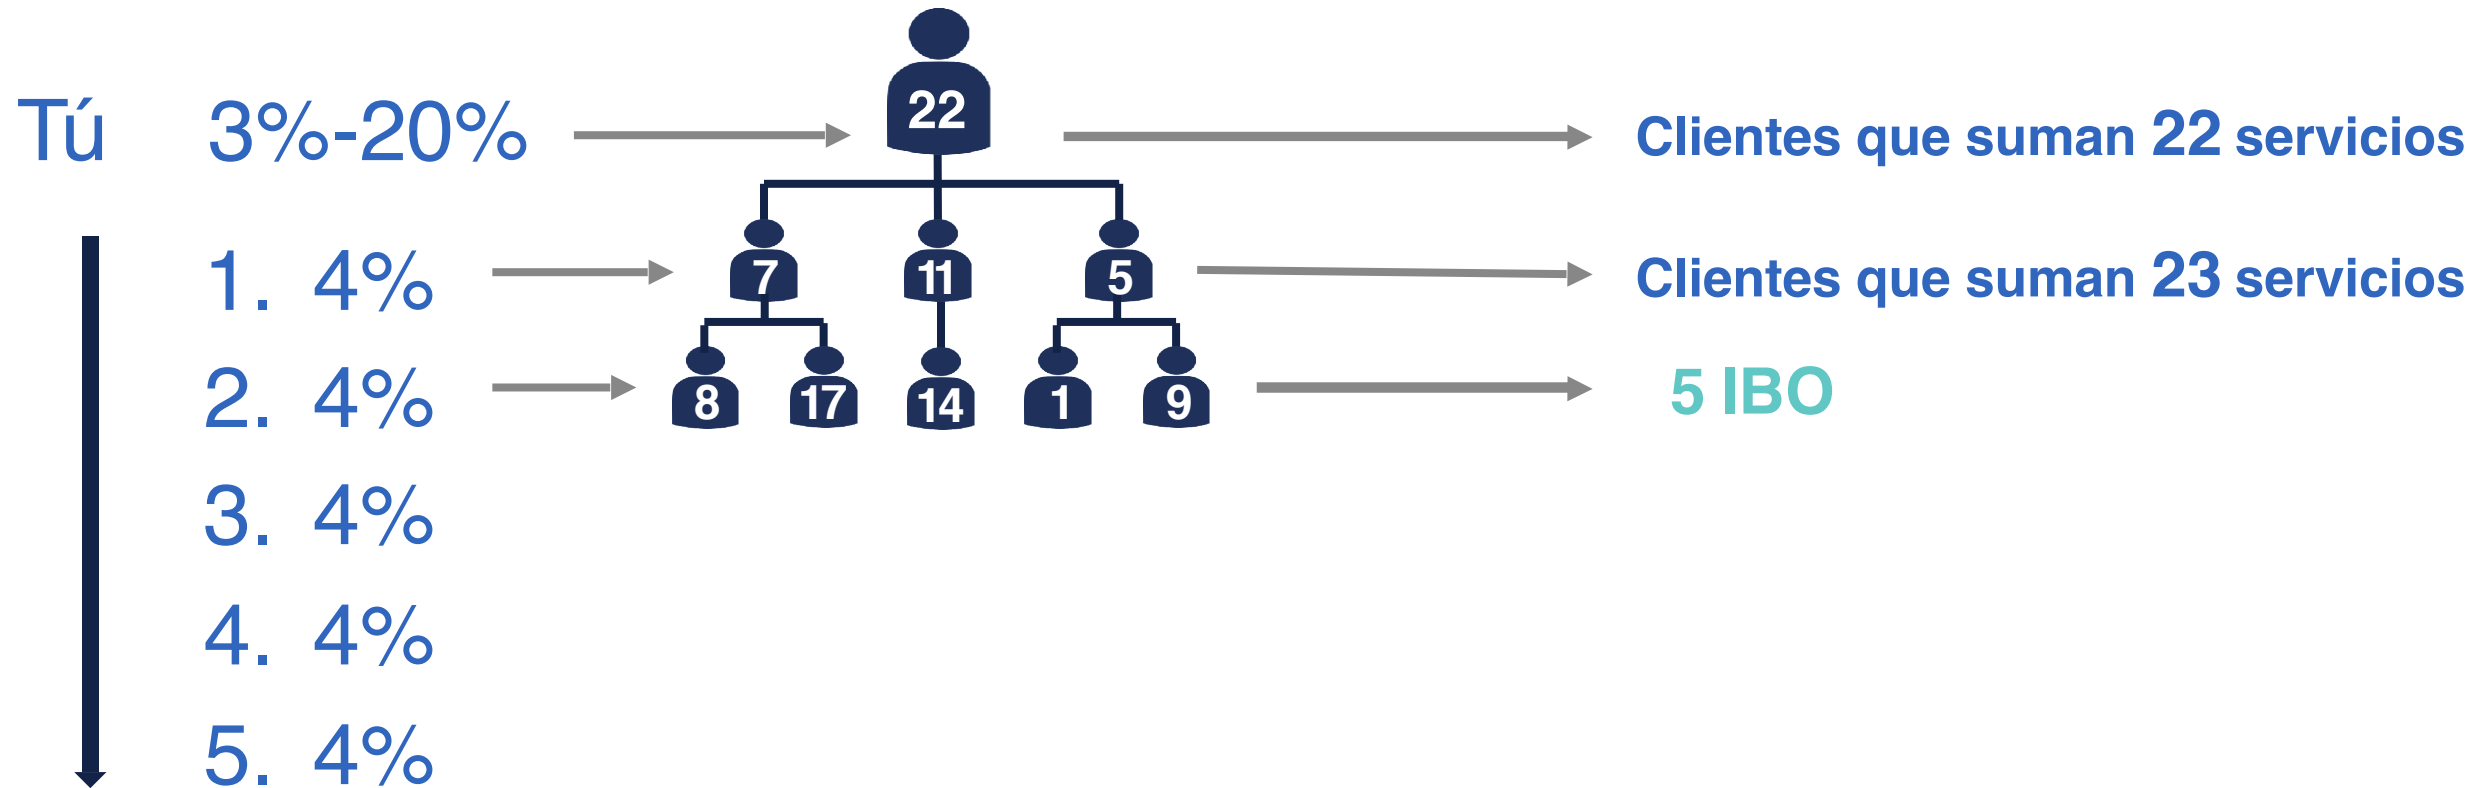 22
Tú 3%-20% Clientes que suman 22 servicios
1. 4% 7 11 5 Clientes que suman 23 servicios
2. 4% 8 17 14 1 9 5 IBO
3. 4%
4. 4%
5. 4%